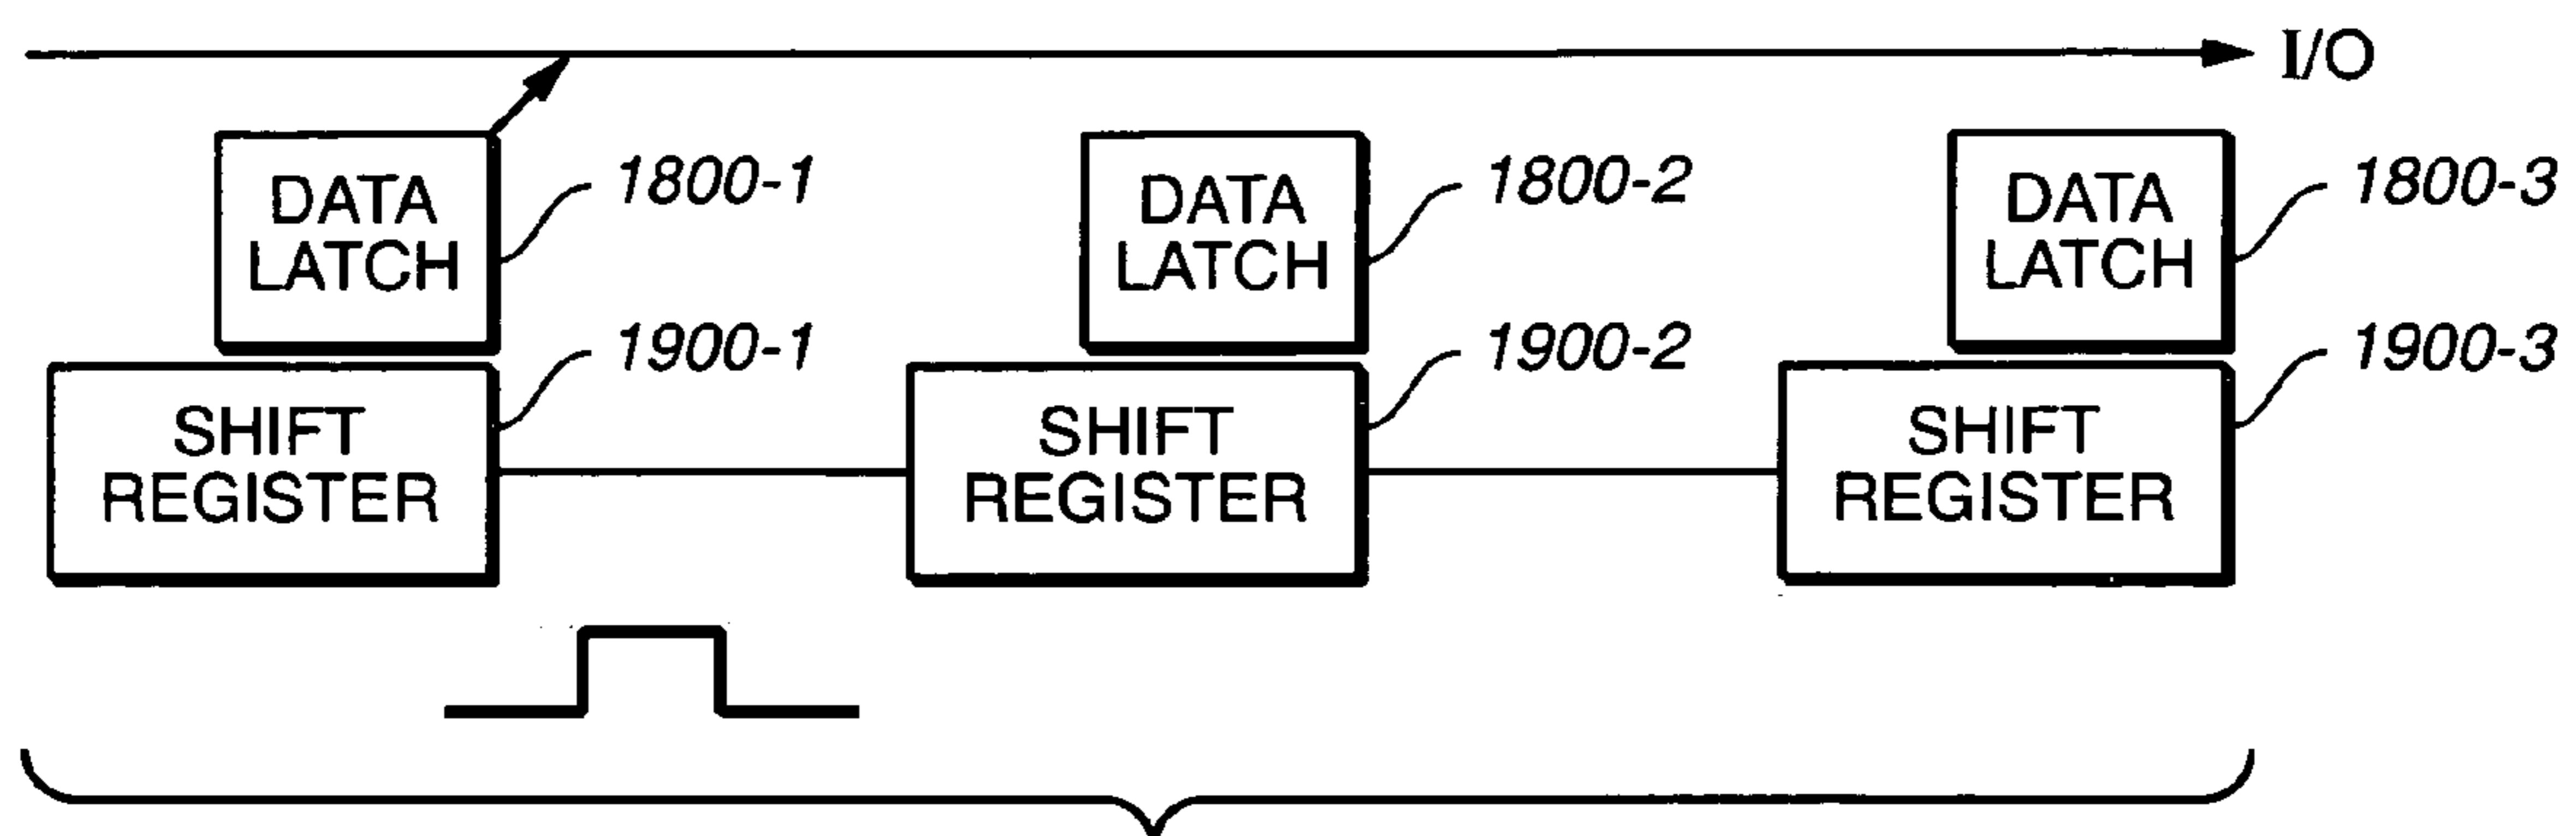 I/O
DATA
LATCH
1800-1
DATA
LATCH
1800-2
DATA
LATCH
1800-3
SHIFT
REGISTER
1900-1
SHIFT
REGISTER
1900-2
SHIFT
REGISTER
1900-3